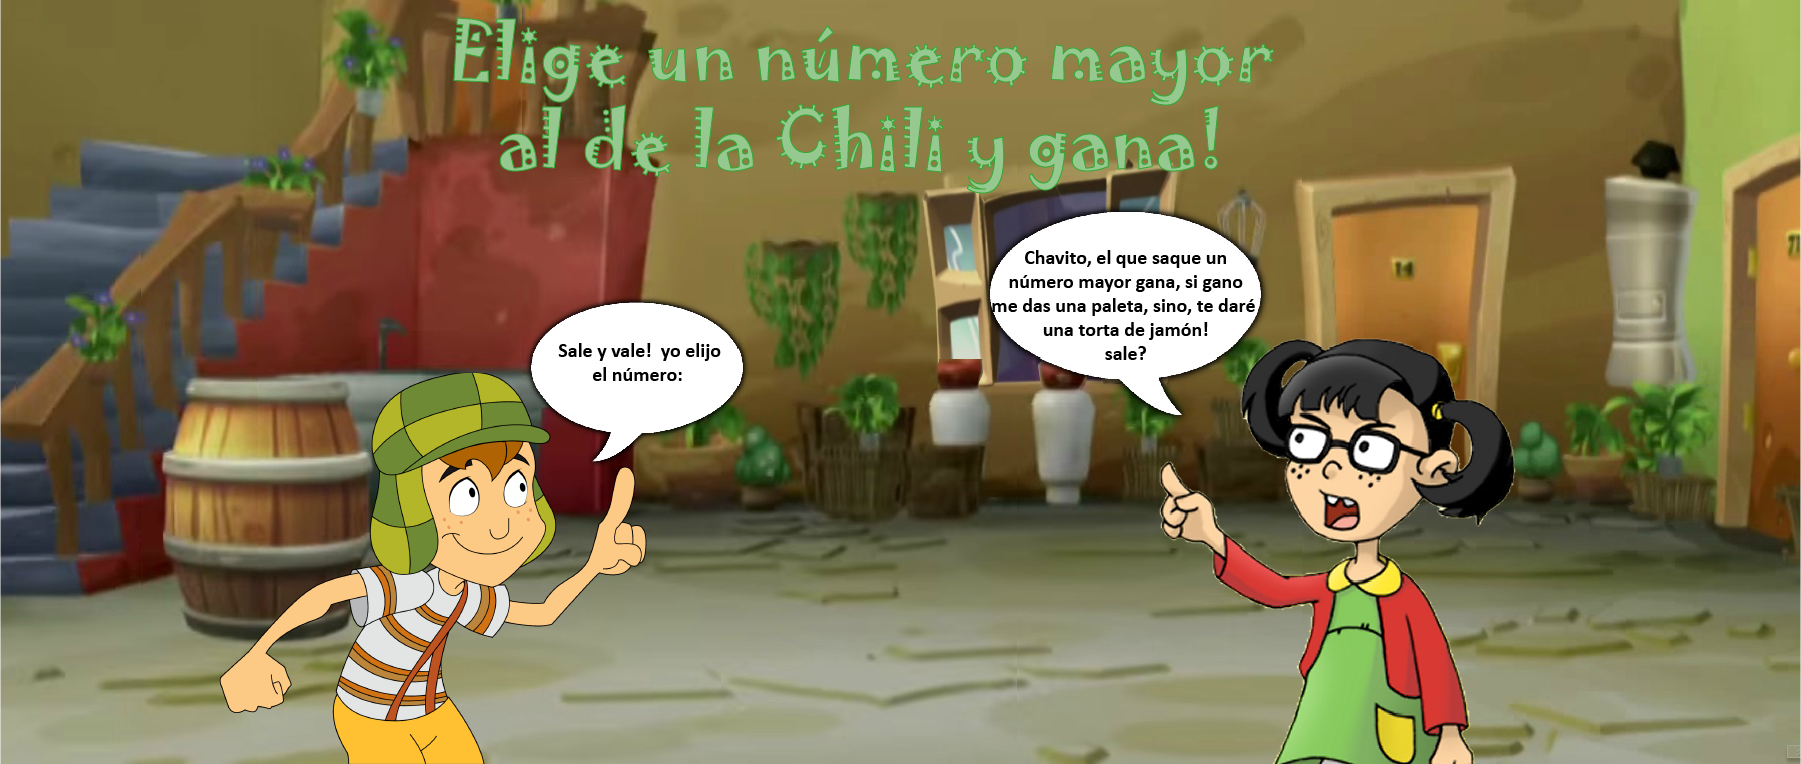 Elige un número mayor
al de la Chili y gana!
Chavito, el que saque un
número mayor gana, si gano
me das una paleta, sino, te daré
una torta de jamón!
sale?
Sale y vale!  yo elijo
el número:
14